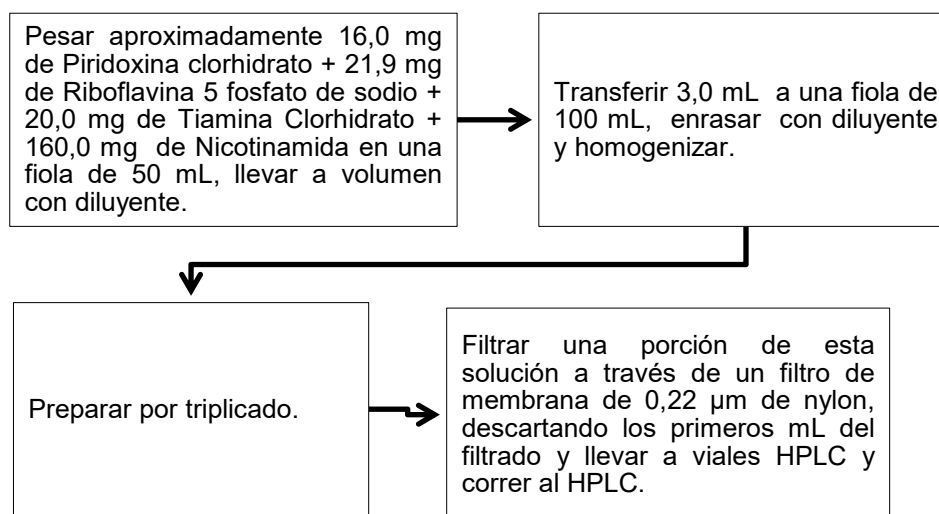 Pesar aproximadamente 16,0 mg
de Piridoxina clorhidrato + 21,9 mg
de Riboflavina 5 fosfato de sodio +
20,0 mg de Tiamina Clorhidrato +
160,0 mg de Nicotinamida en una
fiola de 50 mL, llevar a volumen
con diluyente.
Transferir 3,0 mL a una fiola de
100 mL, enrasar con diluyente
y homogenizar.
Preparar por triplicado.
Filtrar una porción de esta
solución a través de un filtro de
membrana de 0,22 µm de nylon,
descartando los primeros mL del
filtrado y llevar a viales HPLC y
correr al HPLC.